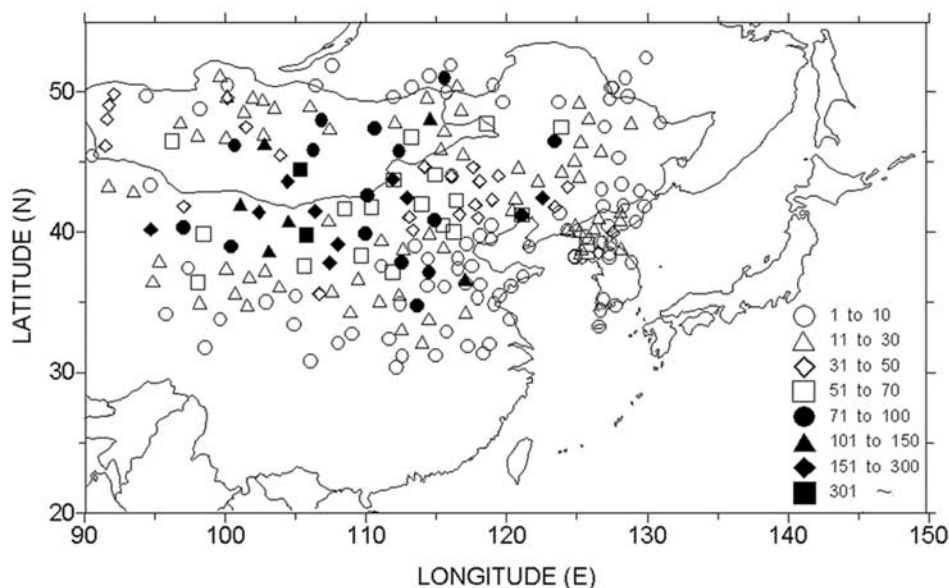 LATITUDE (N)
50
40
30
20
1 to 10
11 to 30
31 to 50
51 to 70
71 to 100
101 to 150
151 to 300
301 ~
90 100 110 120 130 140 150
LONGITUDE (E)